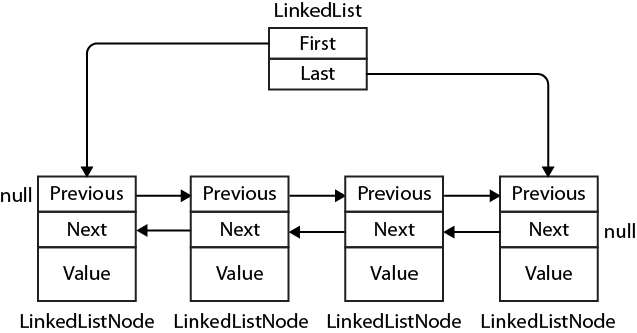 LinkedList
First
Last
null Previous Previous Previous Previous
Next Next Next Next null
Value Value Value Value
LinkedListNode LinkedListNode LinkedListNode LinkedListNode